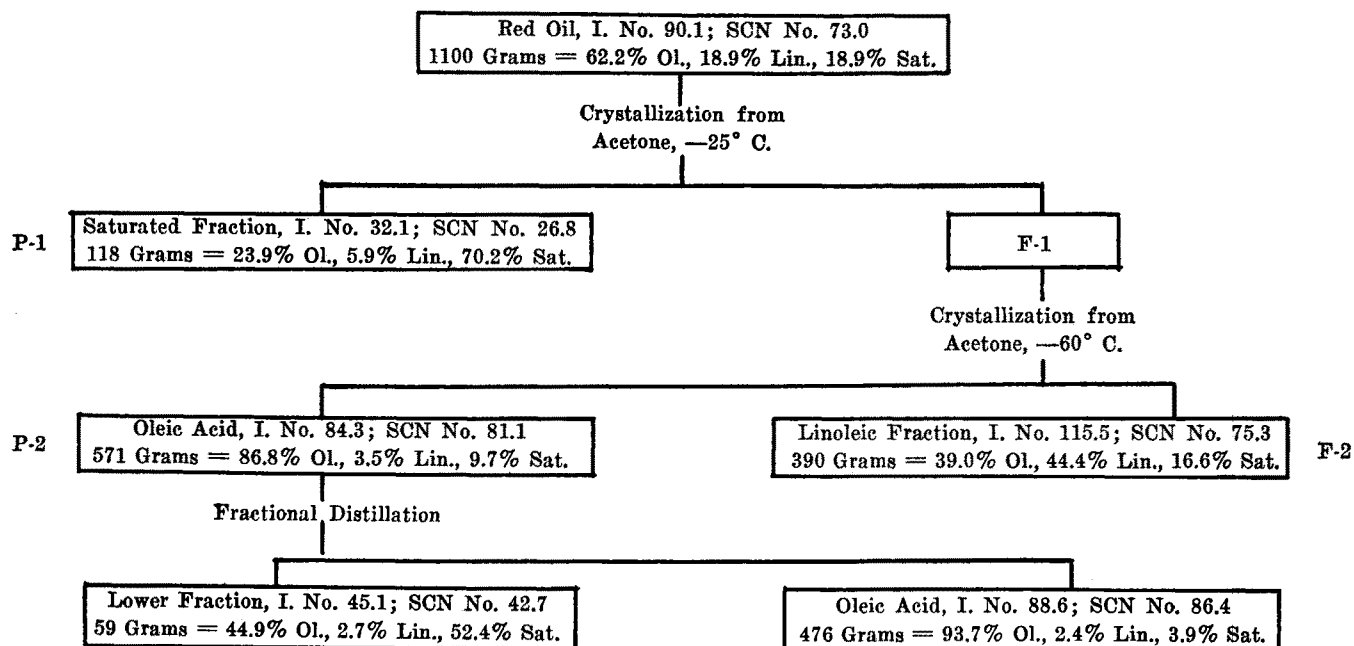 Red Oil, I. No. 90.1; SCN No. 73.0
1100 Grams = 62.2% Ol., 18.9% Lin., 18.9% Sat.
Crystallization from
Acetone, —25° C.
P-1
Saturated Fraction, I. No. 32.1; SCN No. 26.8
118 Grams = 23.9% Ol., 5.9% Lin., 70.2% Sat.
F-1
Crystallization from
Acetone, —60° C.
P-2
Oleic Acid, I. No. 84.3; SCN No. 81.1
571 Grams = 86.8% Ol., 3.5% Lin., 9.7% Sat.
Linoleic Fraction, I. No. 115.5; SCN No. 75.3
390 Grams = 39.0% Ol., 44.4% Lin., 16.6% Sat.
F-2
Fractional Distillation
Lower Fraction, I. No. 45.1; SCN No. 42.7
59 Grams = 44.9% Ol., 2.7% Lin., 52.4% Sat.
Oleic Acid, I. No. 88.6; SCN No. 86.4
476 Grams = 93.7% Ol., 2.4% Lin., 3.9% Sat.